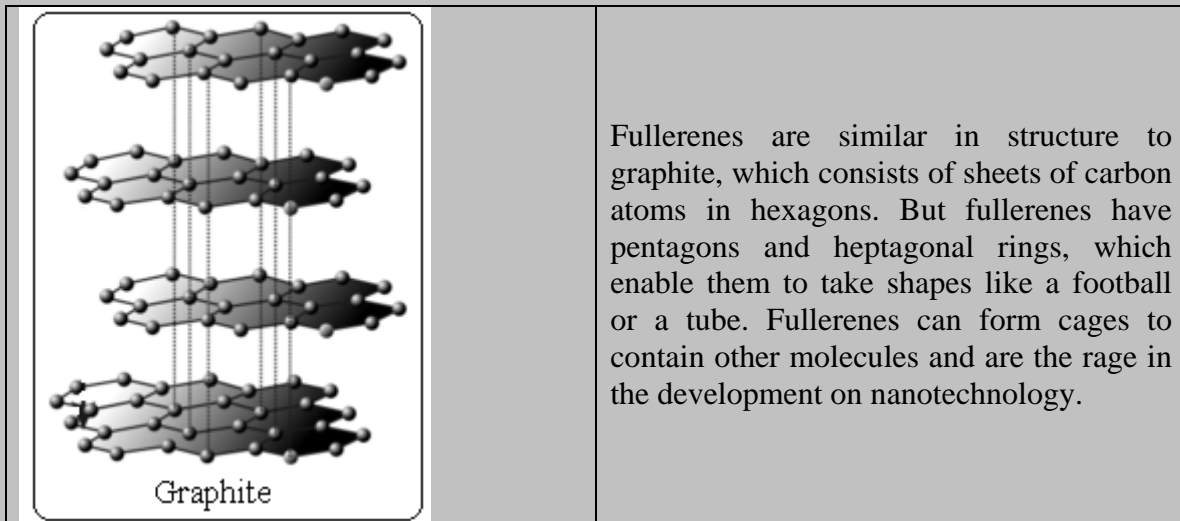 Graphite
Fullerenes are similar in structure to
graphite, which consists of sheets of carbon
atoms in hexagons. But fullerenes have
pentagons and heptagonal rings, which
enable them to take shapes like a football
or a tube. Fullerenes can form cages to
contain other molecules and are the rage in
the development on nanotechnology.